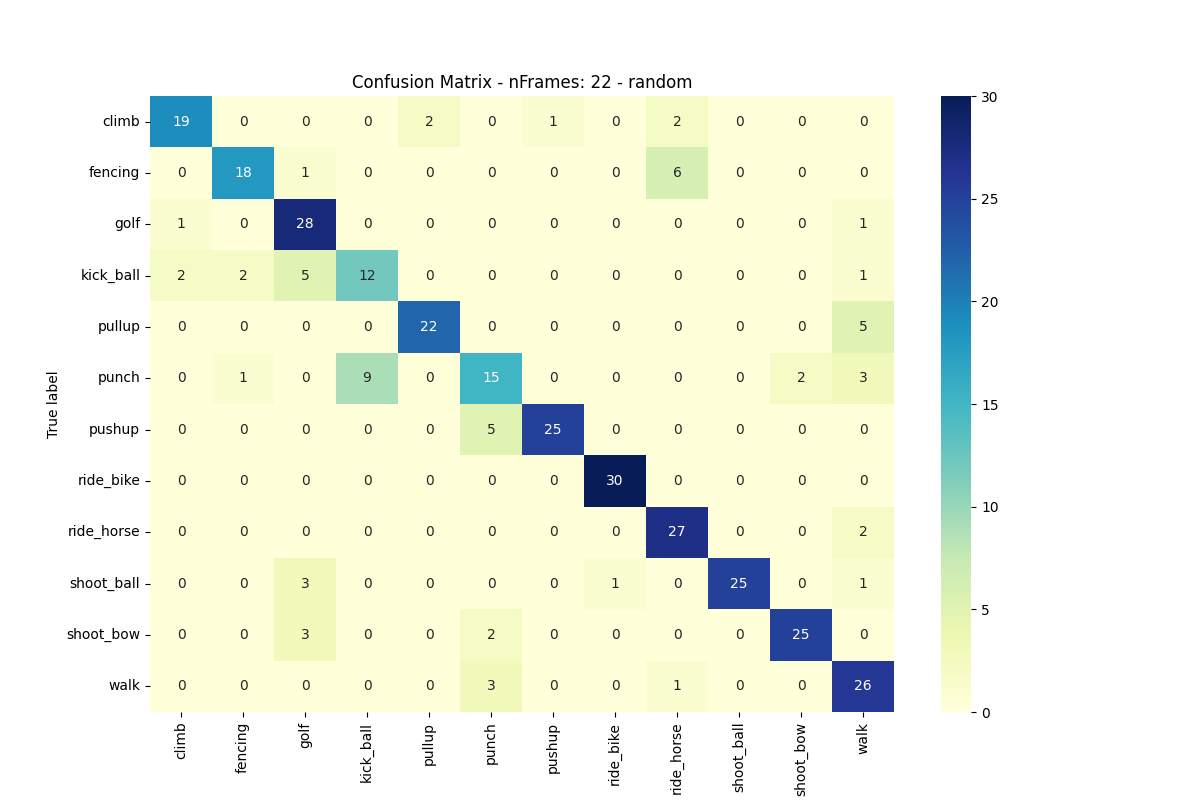 Confusion Matrix - nFrames: 22 - random
True label
climb 19 0 0 0 2 0 1 0 2 0 0 0
fencing 0 18 1 0 0 0 0 0 6 0 0 0
golf 1 0 28 0 0 0 0 0 0 0 0 1
kick_ball 2 2 5 12 0 0 0 0 0 0 0 1
pullup 0 0 0 0 22 0 0 0 0 0 0 5
punch 0 1 0 9 0 15 0 0 0 0 2 3
pushup 0 0 0 0 0 5 25 0 0 0 0 0
ride_bike 0 0 0 0 0 0 0 30 0 0 0 0
ride_horse 0 0 0 0 0 0 0 0 27 0 0 2
shoot_ball 0 0 3 0 0 0 0 1 0 25 0 1
shoot_bow 0 0 3 0 0 2 0 0 0 0 25 0
walk 0 0 0 0 0 3 0 0 1 0 0 26
climb fencing golf kick_ball pullup punch pushup ride_bike ride_horse shoot_ball shoot_bow walk
30
25
20
15
10
5
0